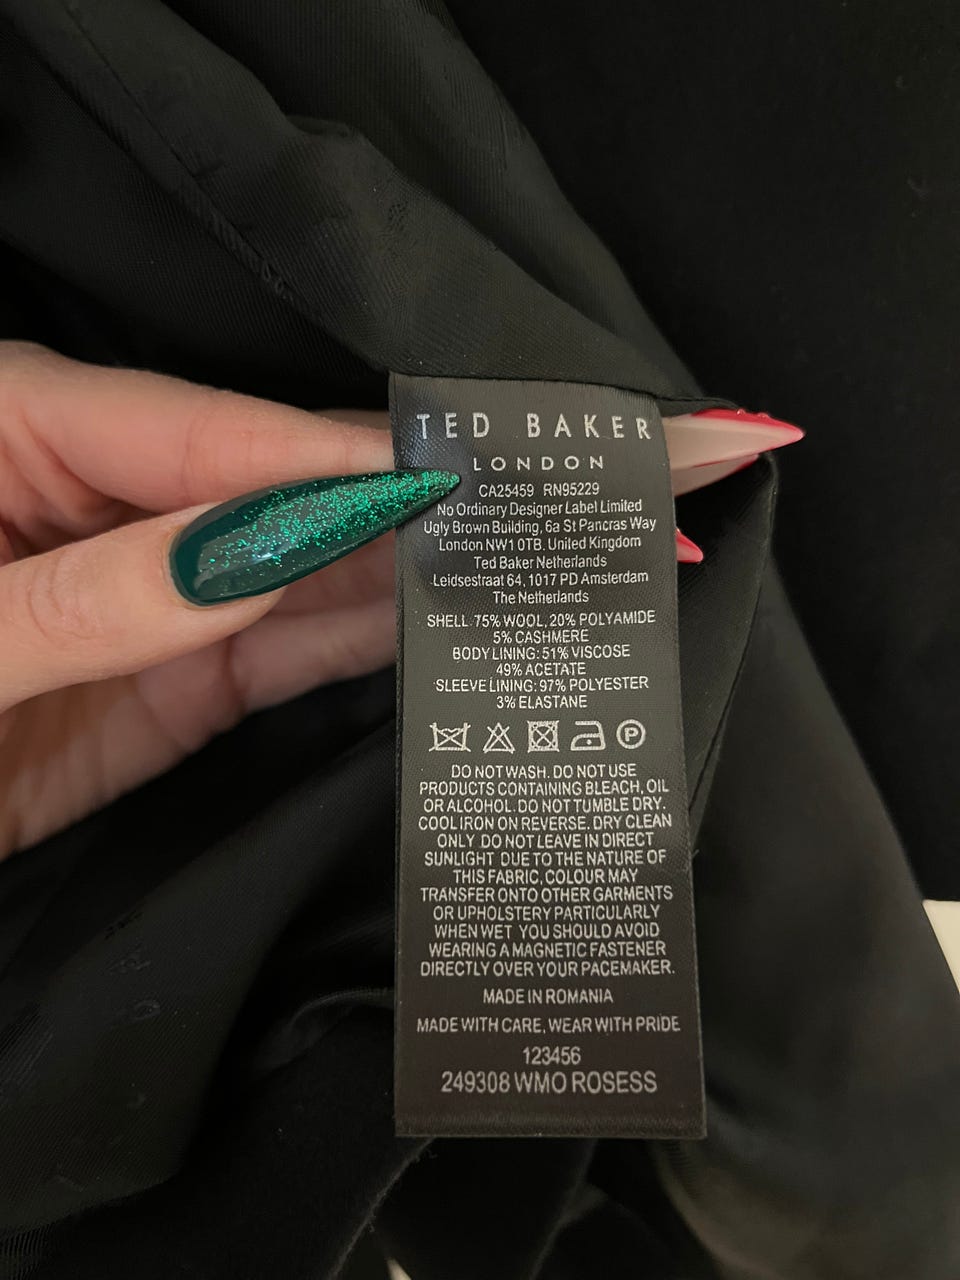 TED BAKER
LONDON
CA25459 RN95229
No Ordinary Designer Label Limited
Ugly Brown Building, 6a St Pancras Way
London NW1 0TB. United Kingdom
Ted Baker Netherlands
Leidsestraat 64, 1017 PD Amsterdam
The Netherlands
SHELL: 75% WOOL, 20% POLYAMIDE
5% CASHMERE
BODY LINING: 51% VISCOSE
49% ACETATE
SLEEVE LINING: 97% POLYESTER
3% ELASTANE
P
DO NOT WASH. DO NOT USE
PRODUCTS CONTAINING BLEACH, OIL
OR ALCOHOL. DO NOT TUMBLE DRY.
COOL IRON ON REVERSE. DRY CLEAN
ONLY. DO NOT LEAVE IN DIRECT
SUNLIGHT. DUE TO THE NATURE OF
THIS FABRIC, COLOUR MAY
TRANSFER ONTO OTHER GARMENTS
OR UPHOLSTERY PARTICULARLY
WHEN WET. YOU SHOULD AVOID
WEARING A MAGNETIC FASTENER
DIRECTLY OVER YOUR PACEMAKER.
MADE IN ROMANIA
MADE WITH CARE, WEAR WITH PRIDE
123456
249308 WMO ROSESS